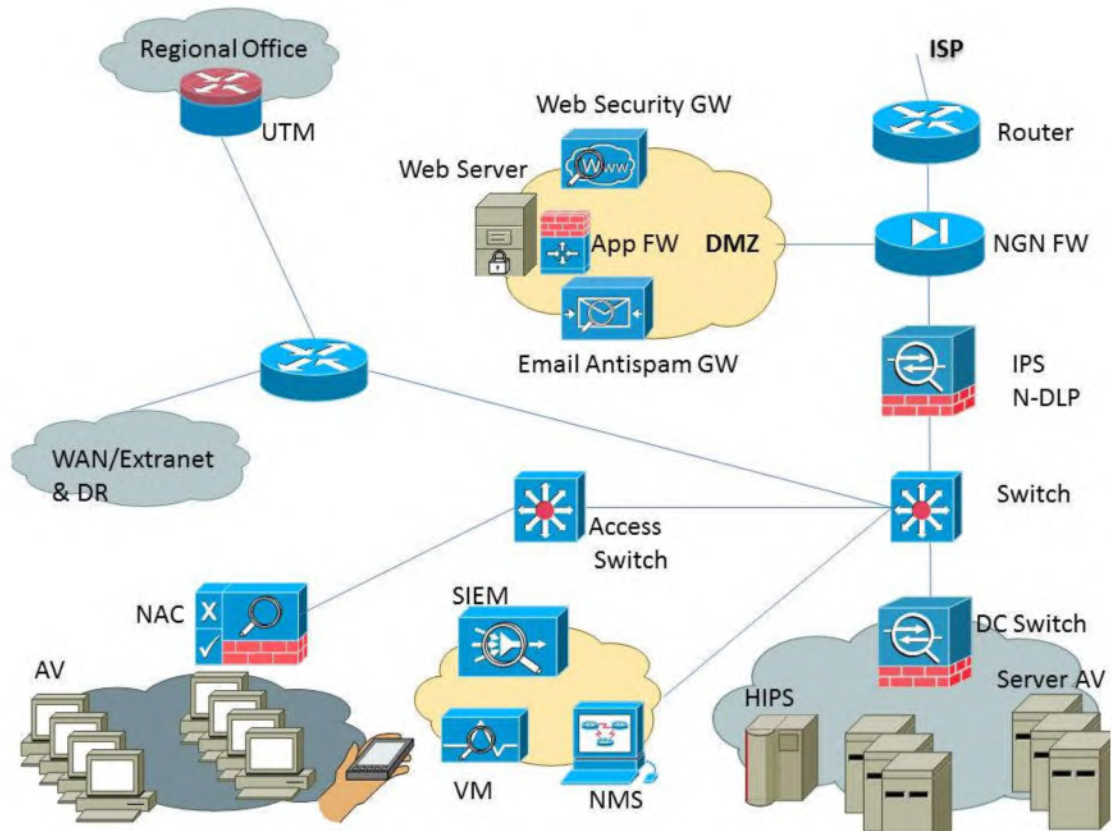 Regional Office
UTM
ISP
Web Security GW
Router
Web Server
WWW
App FW
DMZ
NGN FW
Email Antispam GW
IPS
N-DLP
WAN/Extranet
& DR
Switch
Access
Switch
NAC
X
SIEM
DC Switch
AV
Server AV
HIPS
VM
NMS